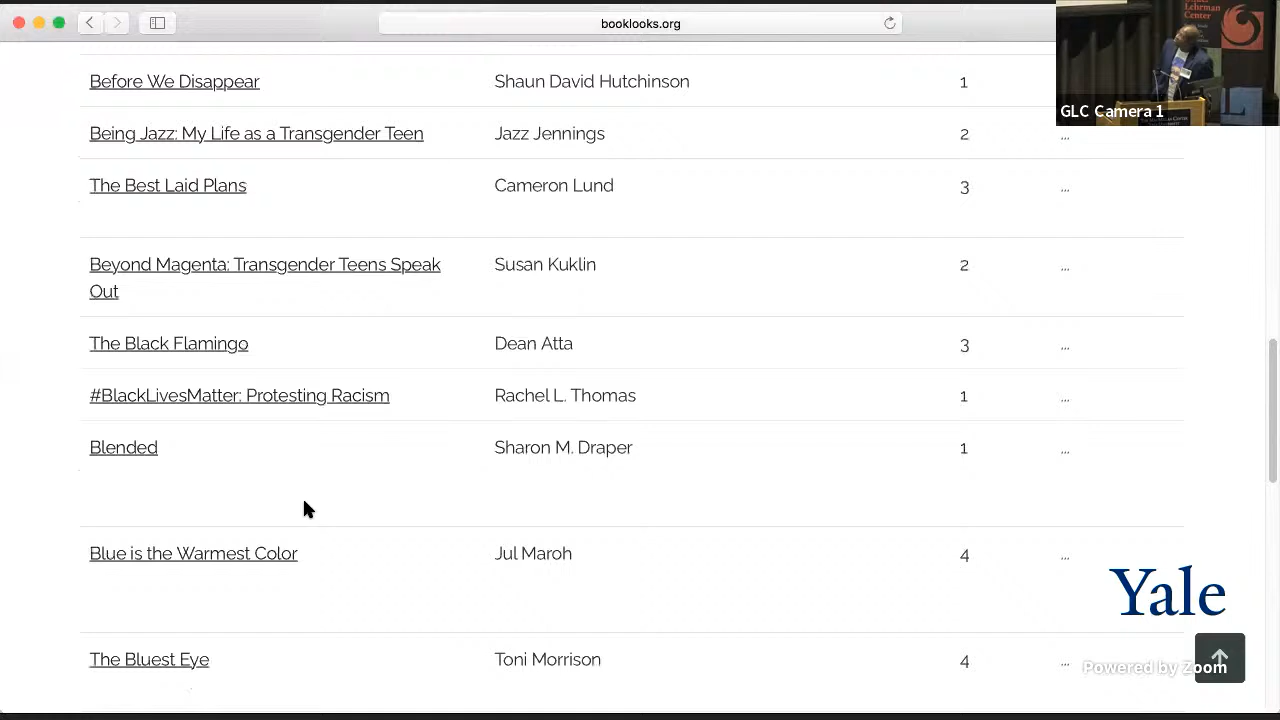 booklooks.org
Lehrman
Center
GLC Camera 1
Before We Disappear Shaun David Hutchinson 1
Being Jazz: My Life as a Transgender Teen Jazz Jennings 2 ...
The Best Laid Plans Cameron Lund 3 ...
Beyond Magenta: Transgender Teens Speak Out Susan Kuklin 2 ...
The Black Flamingo Dean Atta 3 ...
#BlackLivesMatter: Protesting Racism Rachel L. Thomas 1 ...
Blended Sharon M. Draper 1 ...
Blue is the Warmest Color Jul Maroh 4 ...
Yale
The Bluest Eye Toni Morrison 4 ...
Powered by Zoom